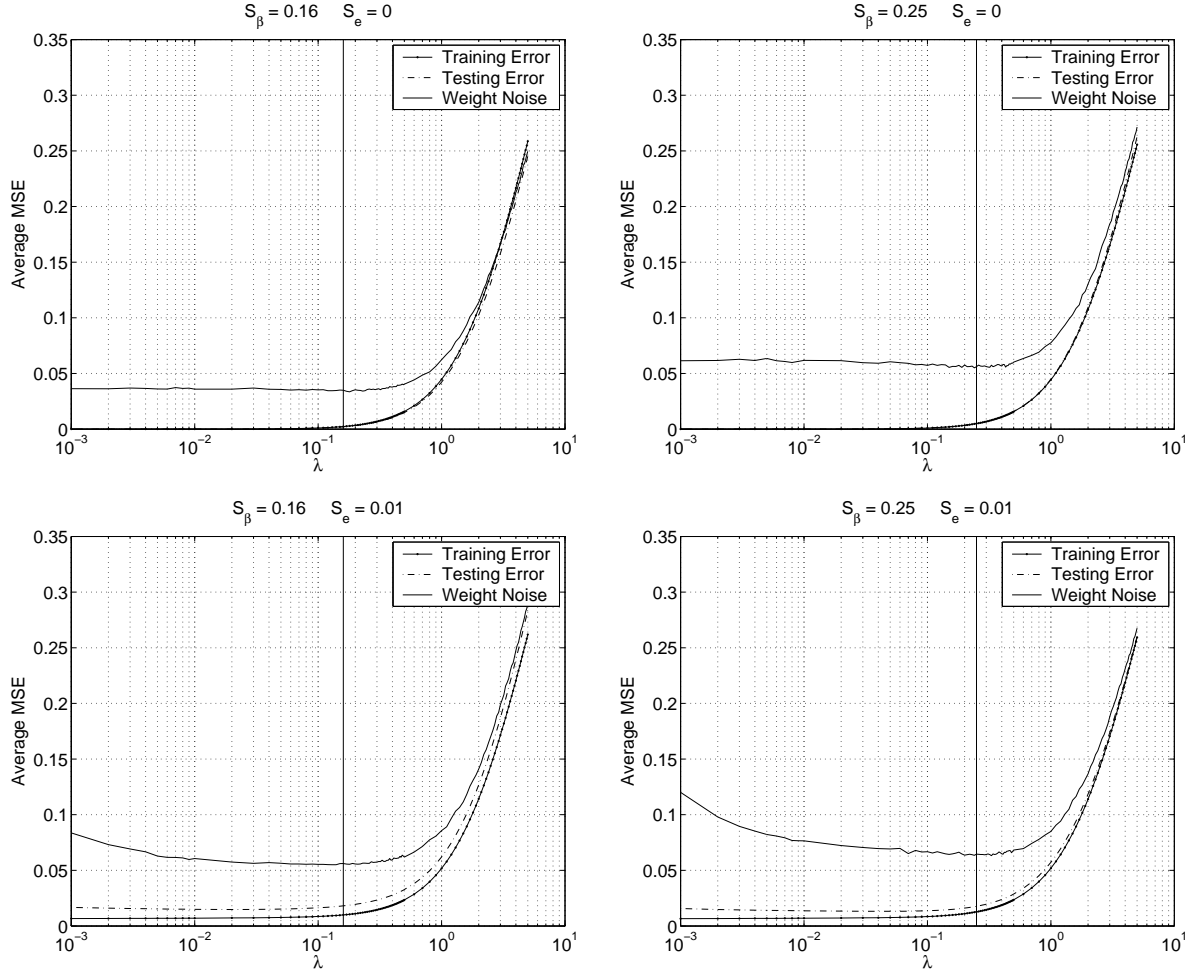 S_β = 0.16 S_e = 0
0.35
0.3
0.25
0.2
0.15
0.1
0.05
0
Average MSE
Training Error
Testing Error
Weight Noise
10^−3 10^−2 10^−1 10^0 10^1
λ
S_β = 0.25 S_e = 0
0.35
0.3
0.25
0.2
0.15
0.1
0.05
0
Average MSE
Training Error
Testing Error
Weight Noise
10^−3 10^−2 10^−1 10^0 10^1
λ
S_β = 0.16 S_e = 0.01
0.35
0.3
0.25
0.2
0.15
0.1
0.05
0
Average MSE
Training Error
Testing Error
Weight Noise
10^−3 10^−2 10^−1 10^0 10^1
λ
S_β = 0.25 S_e = 0.01
0.35
0.3
0.25
0.2
0.15
0.1
0.05
0
Average MSE
Training Error
Testing Error
Weight Noise
10^−3 10^−2 10^−1 10^0 10^1
λ